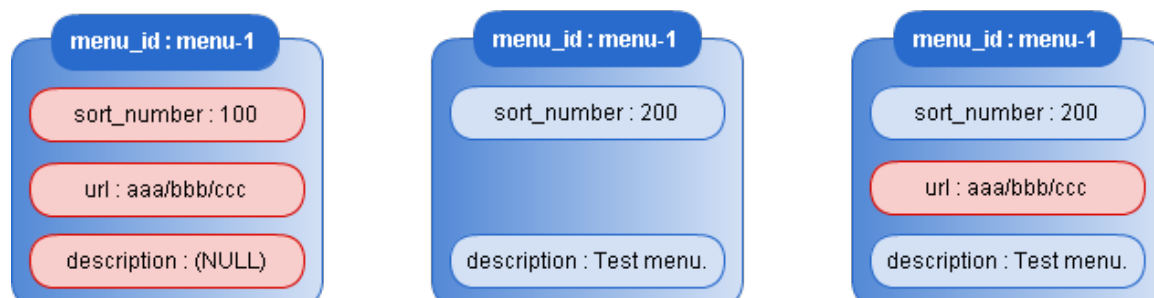 menu_id : menu-1
sort_number : 100
url : aaa/bbb/ccc
description : (NULL)
menu_id : menu-1
sort_number : 200
description : Test menu.
menu_id : menu-1
sort_number : 200
url : aaa/bbb/ccc
description : Test menu.